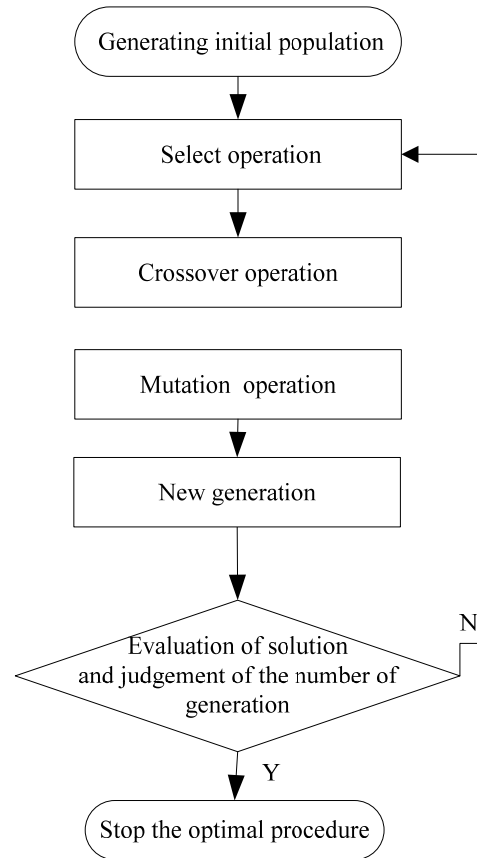 Generating initial population
Select operation
Crossover operation
Mutation operation
New generation
N
Evaluation of solution
and judgement of the number of
generation
Y
Stop the optimal procedure